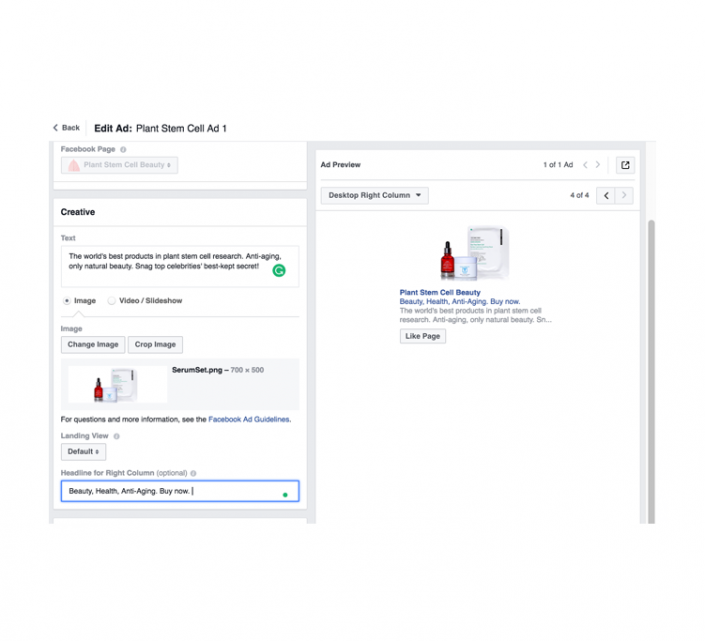 Back Edit Ad: Plant Stem Cell Ad 1
Facebook Page
Plant Stem Cell Beauty
Creative
Text
The world's best products in plant stem cell research. Anti-aging,
only natural beauty. Snag top celebrities' best-kept secret!
Image Video / Slideshow
Image
Change Image Crop Image
SerumSet.png – 700 × 500
For questions and more information, see the Facebook Ad Guidelines.
Landing View
Default
Headline for Right Column (optional)
Beauty, Health, Anti-Aging. Buy now.
Ad Preview 1 of 1 Ad
Desktop Right Column 4 of 4
Plant Stem Cell Beauty
Beauty, Health, Anti-Aging. Buy now.
The world's best products in plant stem cell
research. Anti-aging, only natural beauty. Sn...
Like Page